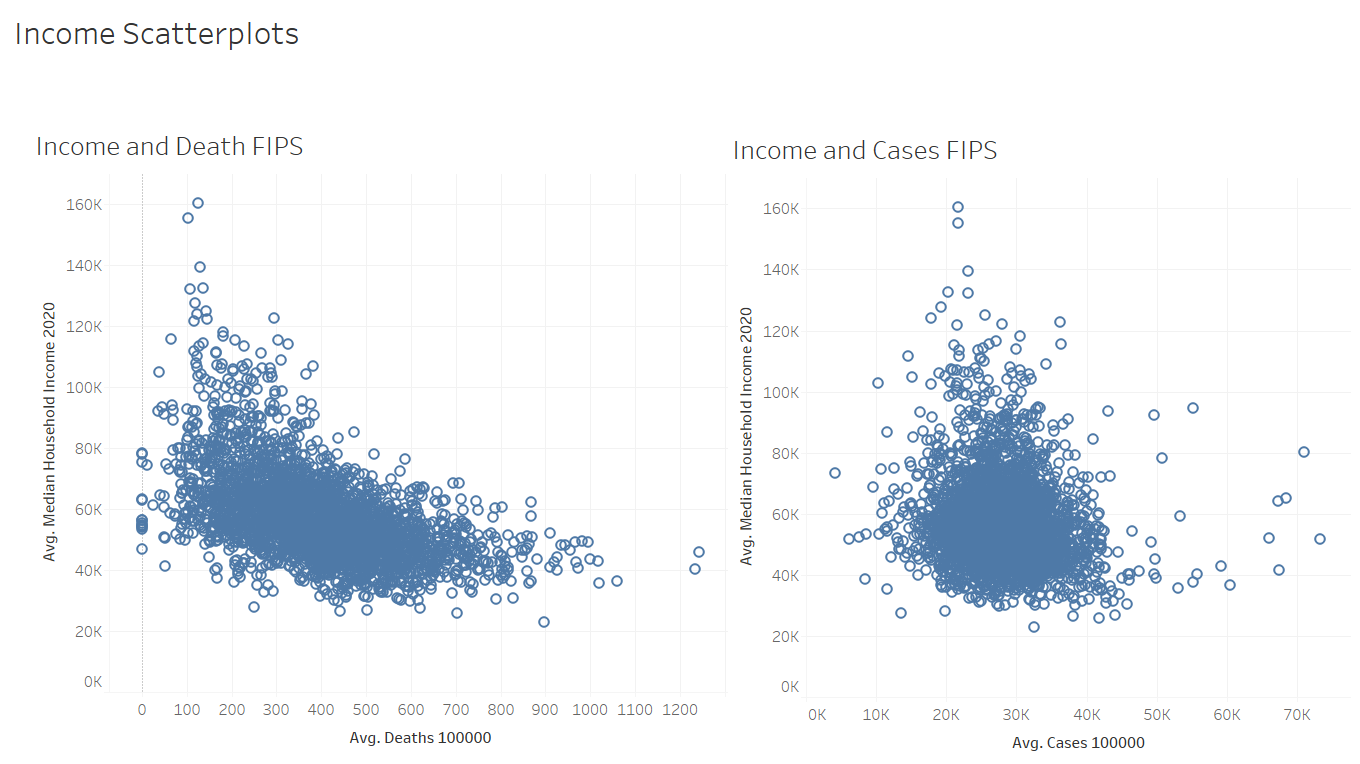 Income Scatterplots
Income and Death FIPS
160K
140K
120K
100K
80K
60K
40K
20K
0K
Avg. Median Household Income 2020
0 100 200 300 400 500 600 700 800 900 1000 1100 1200
Avg. Deaths 100000
Income and Cases FIPS
160K
140K
120K
100K
80K
60K
40K
20K
0K
Avg. Median Household Income 2020
0K 10K 20K 30K 40K 50K 60K 70K
Avg. Cases 100000